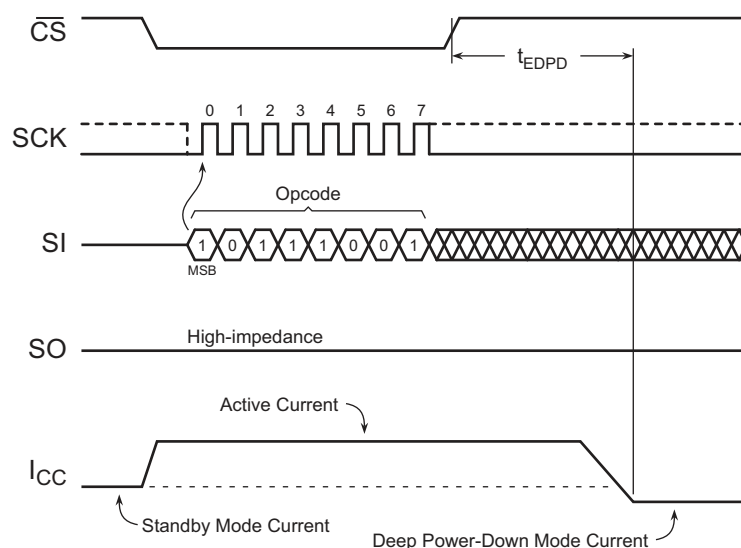 C̅S̅
tEDPD
0 1 2 3 4 5 6 7
SCK
Opcode
SI
1 0 1 1 1 0 0 1
MSB
High-impedance
SO
Active Current
ICC
Standby Mode Current
Deep Power-Down Mode Current